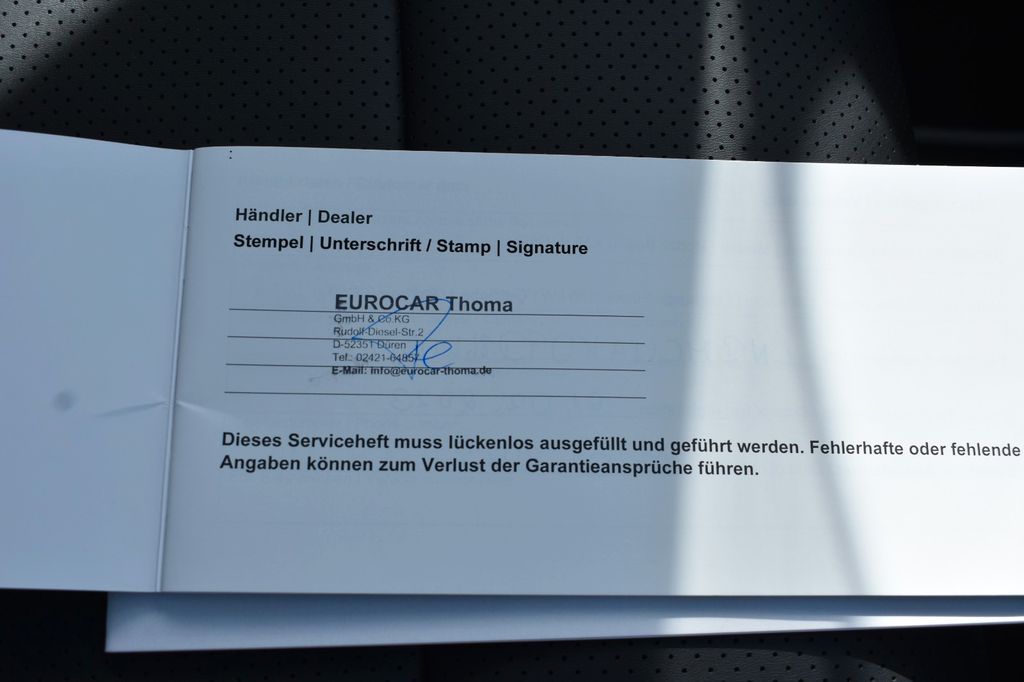 Händler | Dealer
Stempel | Unterschrift / Stamp | Signature
EUROCAR Thoma
GmbH & Co.KG
Rudolf-Diesel-Str.2
D-52351 Düren
Tel.: 02421-64857
E-Mail: info@eurocar-thoma.de
Dieses Serviceheft muss lückenlos ausgefüllt und geführt werden. Fehlerhafte oder fehlende
Angaben können zum Verlust der Garantieansprüche führen.